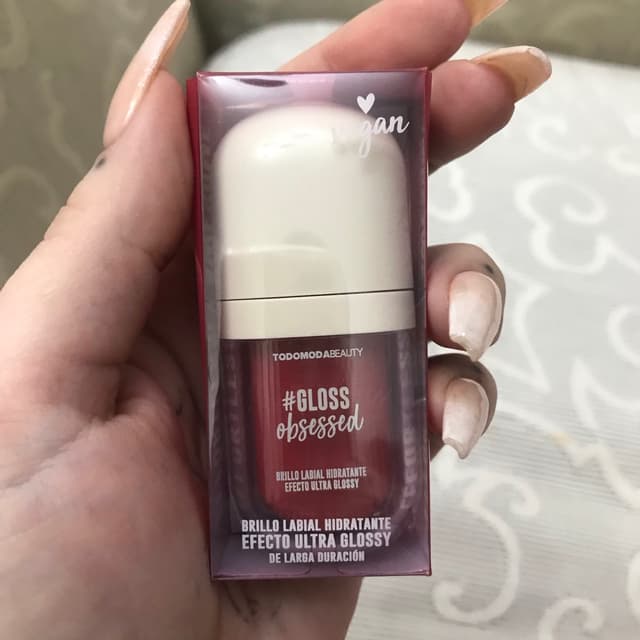 vegan
TODOMODABEAUTY
#GLOSS
obsessed
BRILLO LABIAL HIDRATANTE
EFECTO ULTRA GLOSSY
BRILLO LABIAL HIDRATANTE
EFECTO ULTRA GLOSSY
DE LARGA DURACIÓN